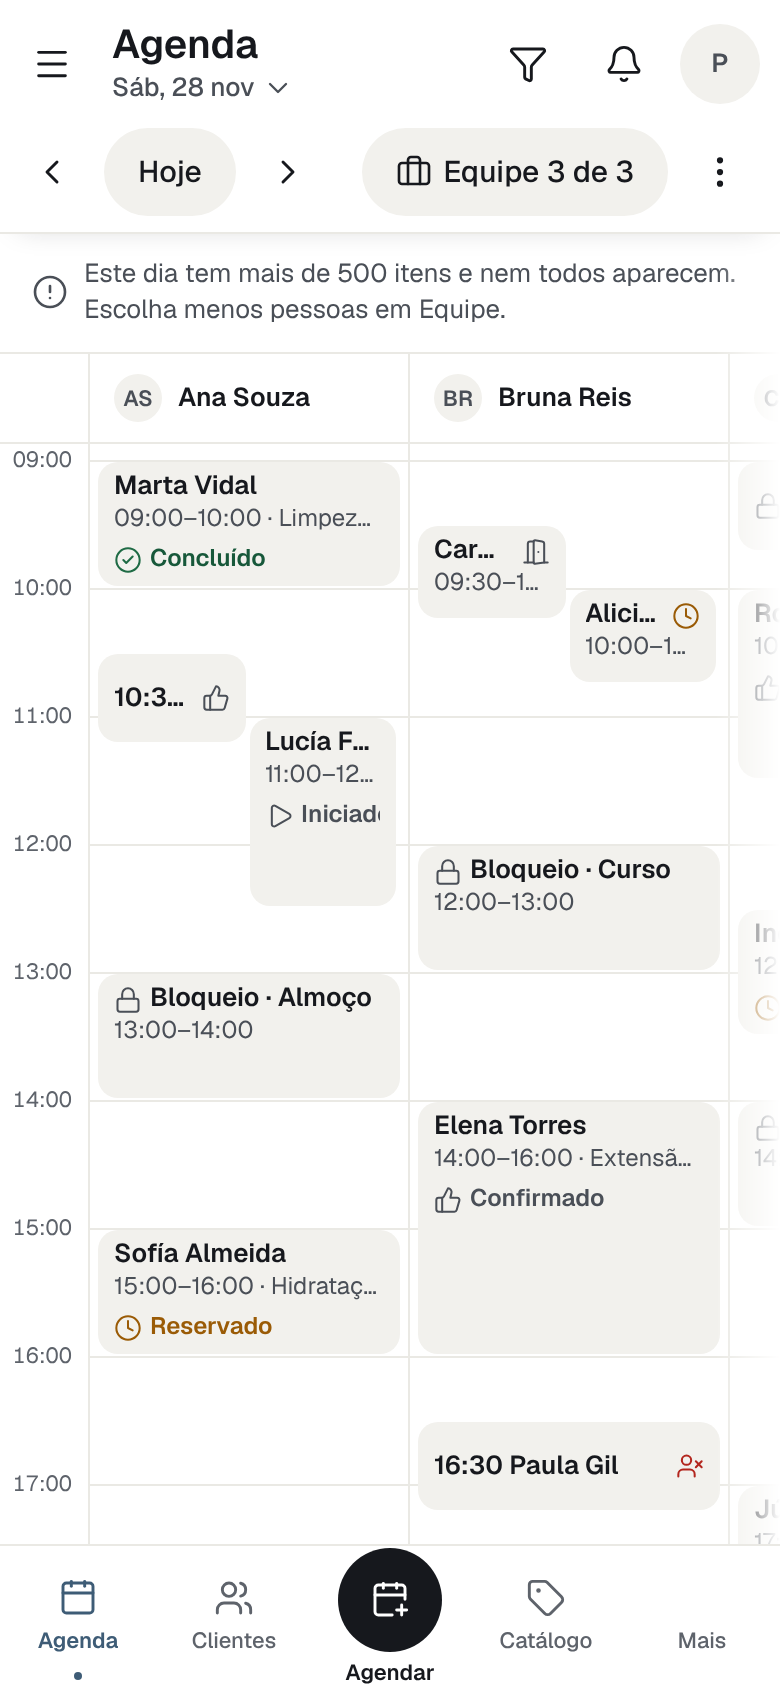 Agenda
Sáb, 28 nov
P
Hoje
Equipe 3 de 3
Este dia tem mais de 500 itens e nem todos aparecem.
Escolha menos pessoas em Equipe.
AS Ana Souza
BR Bruna Reis
09:00
Marta Vidal
09:00–10:00 · Limpez...
Concluído
Car...
09:30–1...
10:00
Alici...
10:00–1...
10:3...
11:00
Lucía F...
11:00–12...
Iniciad
12:00
Bloqueio · Curso
12:00–13:00
13:00
Bloqueio · Almoço
13:00–14:00
14:00
Elena Torres
14:00–16:00 · Extensã...
Confirmado
15:00
Sofía Almeida
15:00–16:00 · Hidrataç...
Reservado
16:00
16:30 Paula Gil
17:00
Agenda
Clientes
Agendar
Catálogo
Mais